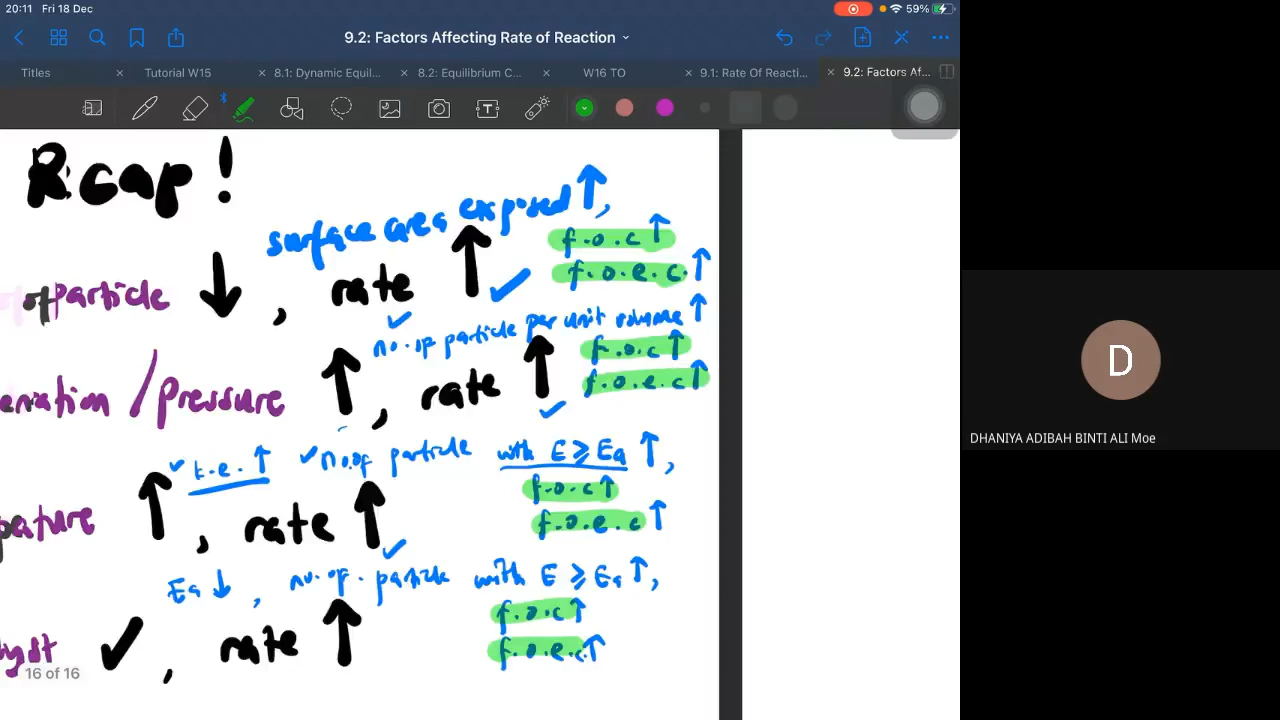 20:11 Fri 18 Dec 59%
9.2: Factors Affecting Rate of Reaction
Titles Tutorial W15 8.1: Dynamic Equil... 8.2: Equilibrium C... W16 TO 9.1: Rate Of Reacti... 9.2: Factors Af...
Recap !
surface area exposed ↑,
f.o.c ↑
f.o.e.c. ↑
of particle ↓, rate ↑ ✓
✓ no. of particle per unit volume ↑
f.o.c ↑
f.o.e.c ↑
/pressure ↑, rate ↑ ✓
✓ k.e. ↑ ✓ no. of particle with E ⩾ Ea ↑,
f.o.c ↑
f.o.e.c ↑
↑, rate ↑ ✓
Ea ↓, no. of. particle with E ⩾ Ea ↑,
f.o.c ↑
f.o.e.c. ↑
✓, rate ↑
16 of 16
D
DHANIYA ADIBAH BINTI ALI Moe